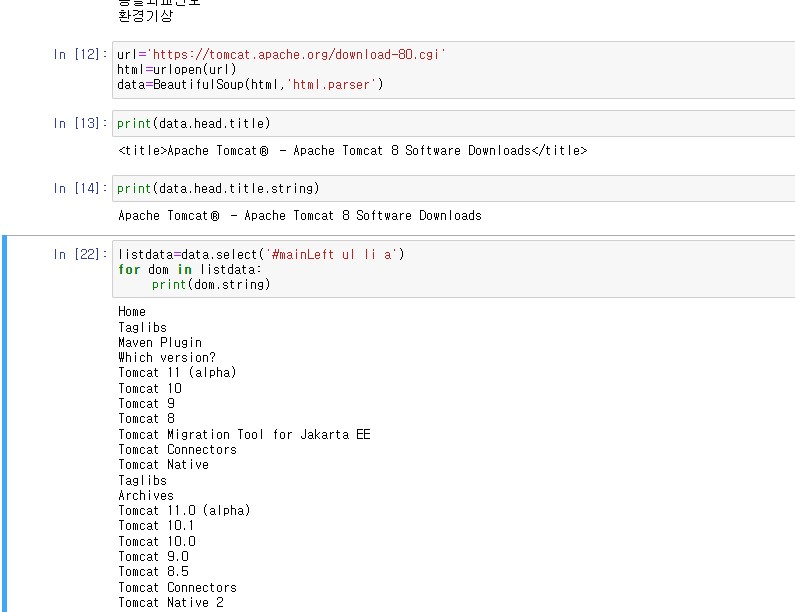 환경기상
In [12]: url='https://tomcat.apache.org/download-80.cgi'
html=urlopen(url)
data=BeautifulSoup(html,'html.parser')
In [13]: print(data.head.title)
<title>Apache Tomcat® - Apache Tomcat 8 Software Downloads</title>
In [14]: print(data.head.title.string)
Apache Tomcat® - Apache Tomcat 8 Software Downloads
In [22]: listdata=data.select('#mainLeft ul li a')
for dom in listdata:
    print(dom.string)
Home
Taglibs
Maven Plugin
Which version?
Tomcat 11 (alpha)
Tomcat 10
Tomcat 9
Tomcat 8
Tomcat Migration Tool for Jakarta EE
Tomcat Connectors
Tomcat Native
Taglibs
Archives
Tomcat 11.0 (alpha)
Tomcat 10.1
Tomcat 10.0
Tomcat 9.0
Tomcat 8.5
Tomcat Connectors
Tomcat Native 2